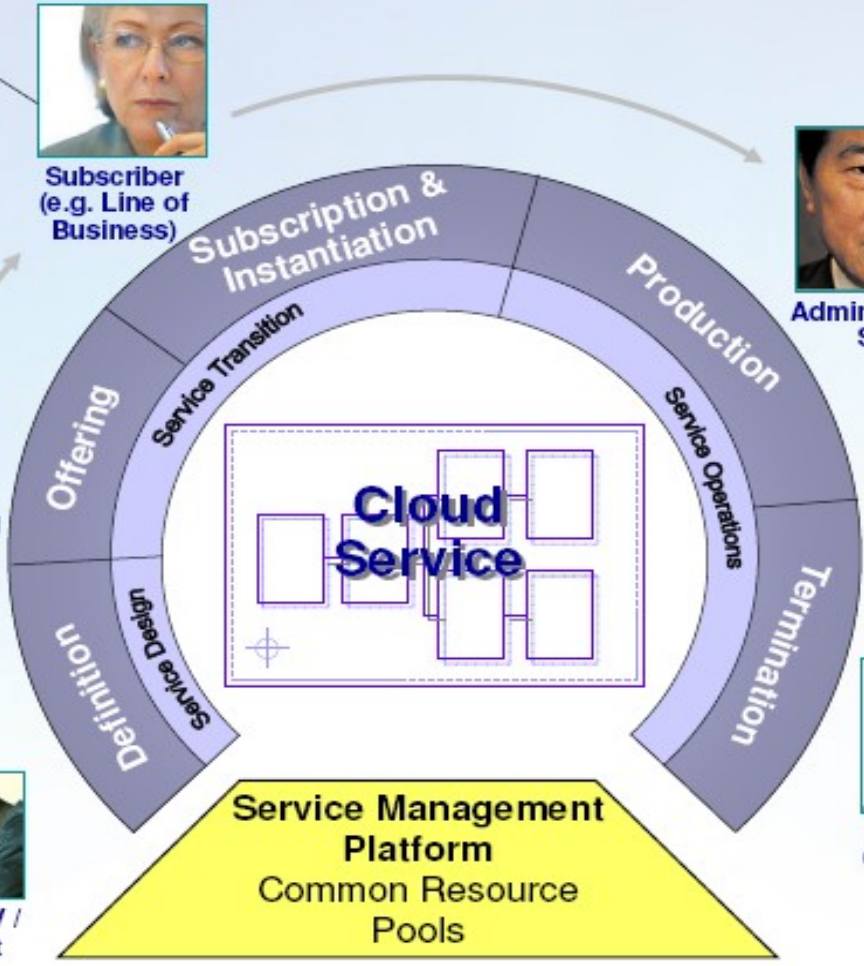 Subscriber
(e.g. Line of
Business)
Subscription &
Instantiation
Production
Offering
Service Transition
Service Operations
Cloud
Service
Definition
Service Design
Termination
Service Management
Platform
Common Resource
Pools